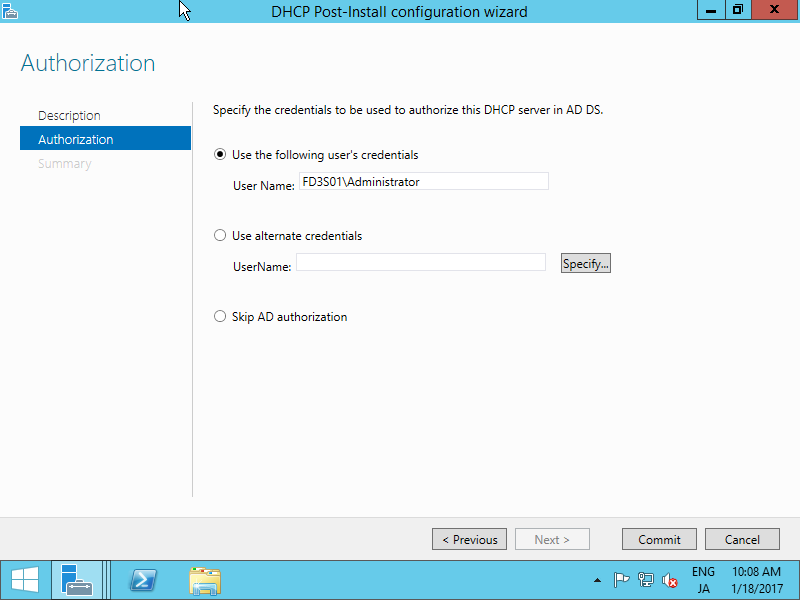 DHCP Post-Install configuration wizard
Authorization
Description
Authorization
Summary
Specify the credentials to be used to authorize this DHCP server in AD DS.
Use the following user's credentials
User Name: FD3S01\Administrator
Use alternate credentials
UserName:
Specify...
Skip AD authorization
< Previous
Next >
Commit
Cancel
ENG
10:08 AM
JA
1/18/2017